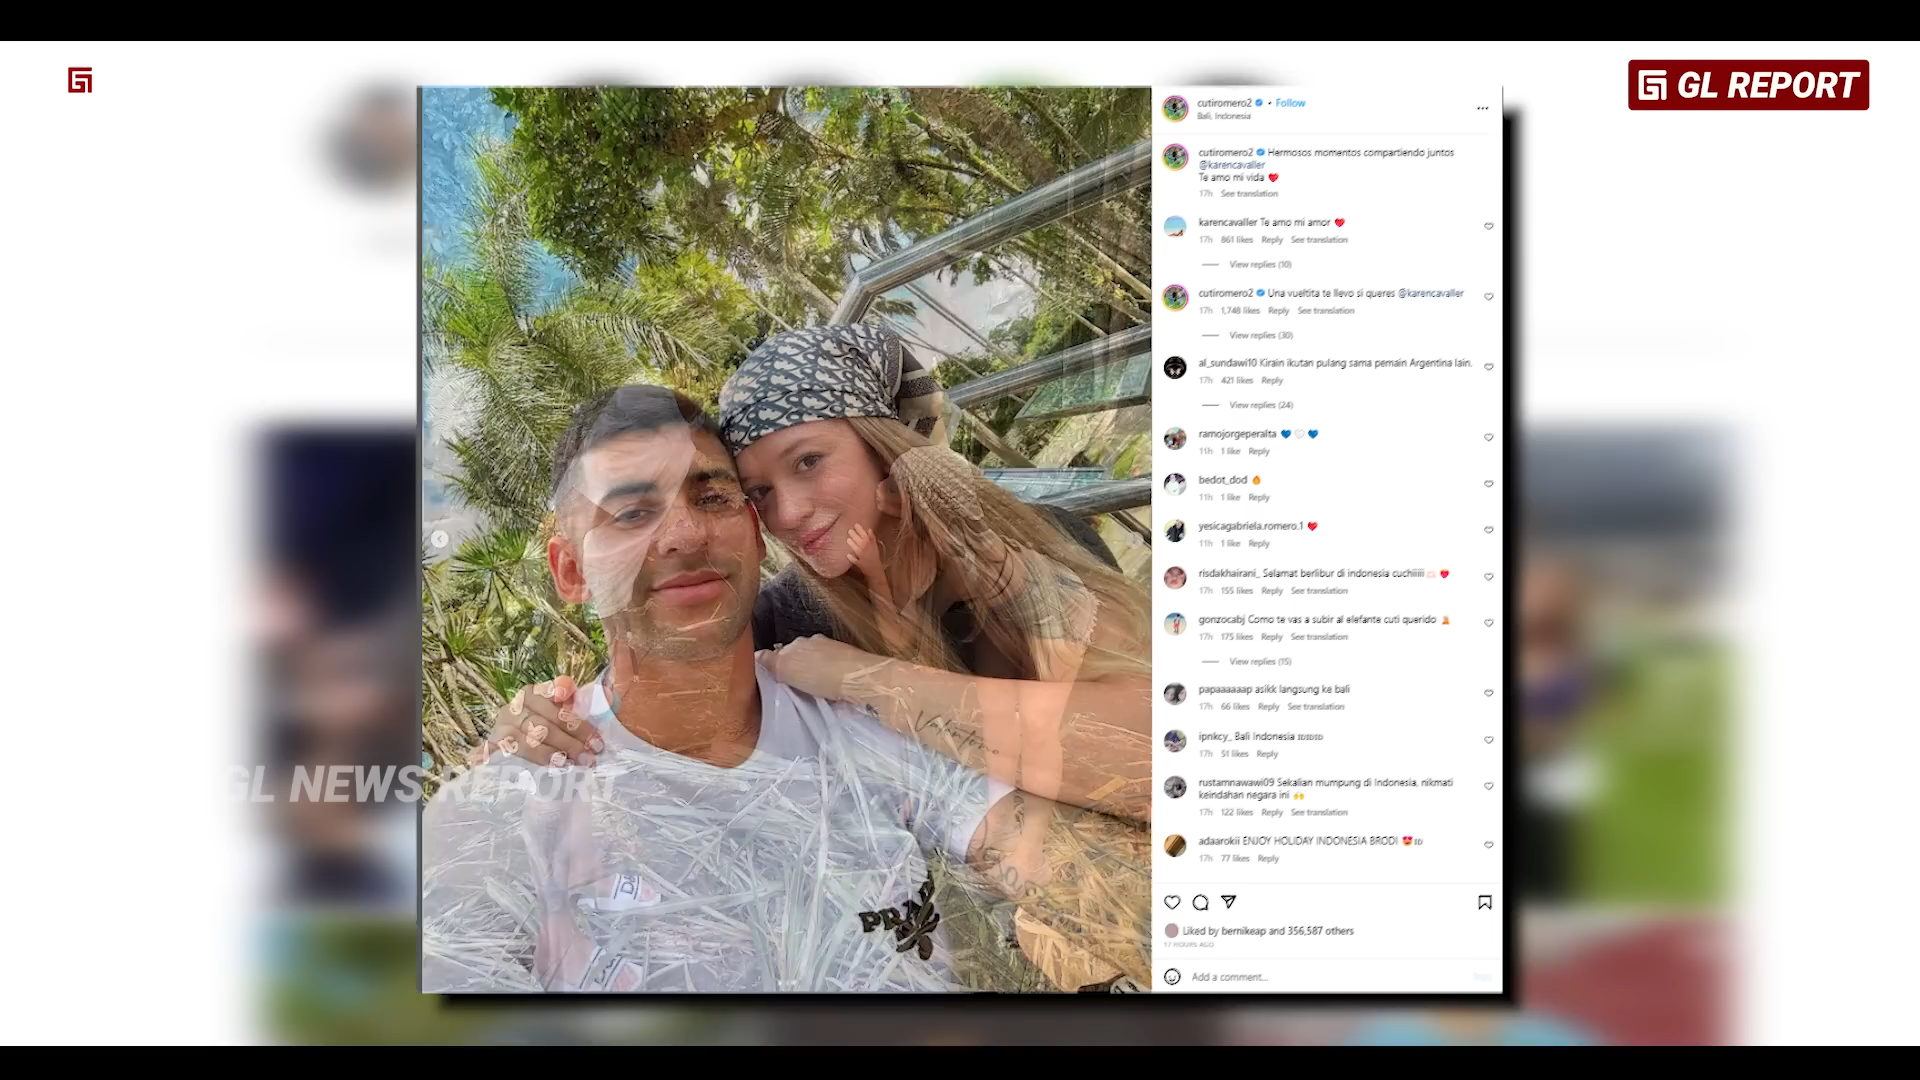 GL REPORT
cutiromero2 • Follow
Bali, Indonesia
cutiromero2 Hermosos momentos compartiendo juntos
@karencavaller
Te amo mi vida ❤️
17h See translation
karencavaller Te amo mi amor ❤️
17h 861 likes Reply See translation
View replies (10)
cutiromero2 Una vueltita te llevo si queres @karencavaller
17h 1,748 likes Reply See translation
View replies (30)
al_sundawi10 Kirain ikutan pulang sama pemain Argentina lain.
17h 421 likes Reply
View replies (24)
ramojorgeperalta 💙🤍💙
11h 1 like Reply
bedot_dod 🔥
11h 1 like Reply
yesicagabriela.romero.1 ❤️
11h 1 like Reply
risdakhairani_ Selamat berlibur di indonesia cuchiiiii
17h 155 likes Reply See translation
gonzocabj Como te vas a subir al elefante cuti querido
17h 175 likes Reply See translation
View replies (15)
papaaaaaap asikk langsung ke bali
17h 66 likes Reply See translation
ipnkcy_ Bali Indonesia
17h 51 likes Reply
rustamnawawi09 Sekalian mumpung di Indonesia, nikmati
keindahan negara ini 🙌
17h 122 likes Reply See translation
adaarokii ENJOY HOLIDAY INDONESIA BRODI
17h 77 likes Reply
Liked by bernikeap and 356,587 others
17 HOURS AGO
Add a comment...
GL NEWS REPORT
Valentino